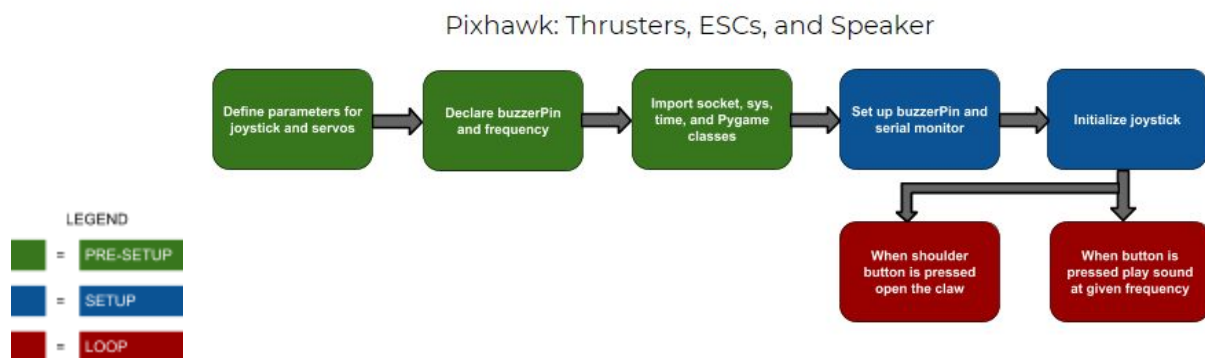 Pixhawk: Thrusters, ESCs, and Speaker
Define parameters for
joystick and servos
Declare buzzerPin
and frequency
Import socket, sys,
time, and Pygame
classes
Set up buzzerPin and
serial monitor
Initialize joystick
When shoulder
button is pressed
open the claw
When button is
pressed play sound
at given frequency
LEGEND
= PRE-SETUP
= SETUP
= LOOP